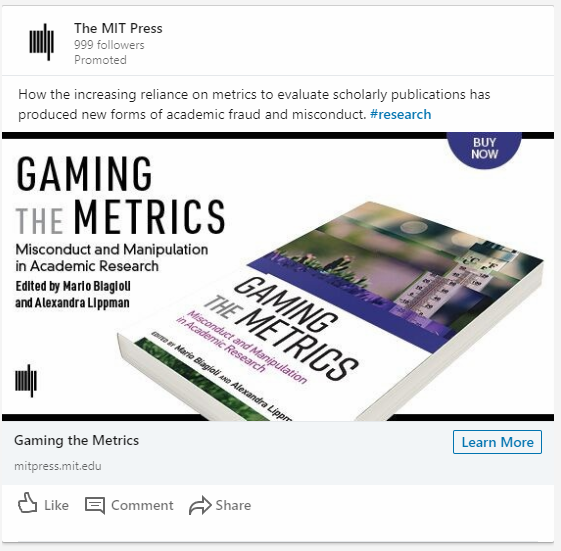 The MIT Press
999 followers
Promoted
How the increasing reliance on metrics to evaluate scholarly publications has
produced new forms of academic fraud and misconduct. #research
BUY
NOW
GAMING
THE METRICS
Misconduct and Manipulation
in Academic Research
Edited by Mario Biagioli
and Alexandra Lippman
GAMING
THE METRICS
Misconduct and Manipulation
in Academic Research
EDITED BY Mario Biagioli AND Alexandra Lippm
Gaming the Metrics
Learn More
mitpress.mit.edu
Like
Comment
Share